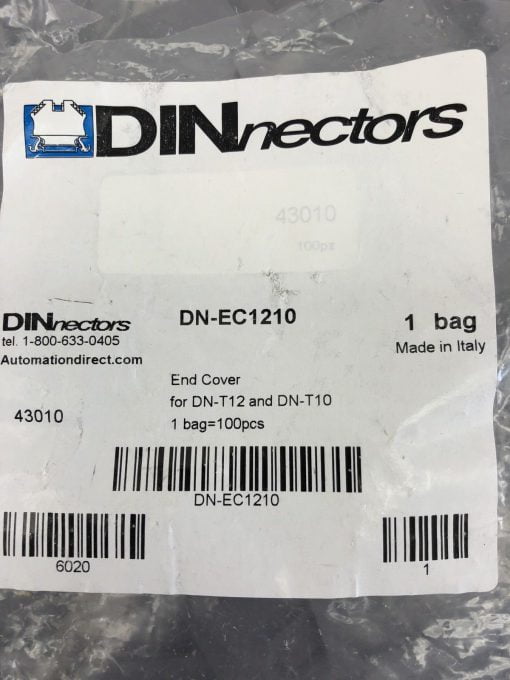 DINnectors
43010
100pz
DINnectors
tel. 1-800-633-0405
Automationdirect.com
DN-EC1210
1 bag
Made in Italy
43010
End Cover
for DN-T12 and DN-T10
1 bag=100pcs
DN-EC1210
6020
1